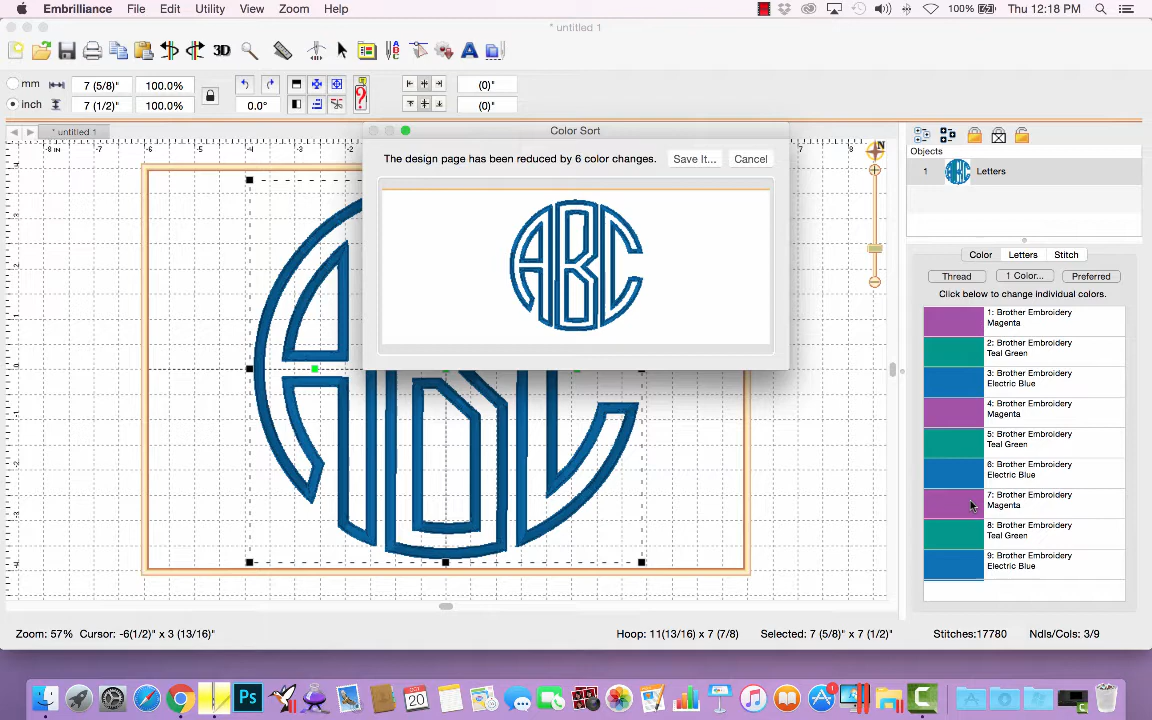 Embrilliance File Edit Utility View Zoom Help 100% Thu 12:18 PM
* untitled 1
3D A
mm 7 (5/8)" 100.0% (0)"
inch 7 (1/2)" 100.0% 0.0° (0)"
* untitled 1
Color Sort
The design page has been reduced by 6 color changes. Save It... Cancel
ABC
N
Objects
1 Letters
Color Letters Stitch
Thread 1 Color... Preferred
Click below to change individual colors.
1: Brother Embroidery
Magenta
2: Brother Embroidery
Teal Green
3: Brother Embroidery
Electric Blue
4: Brother Embroidery
Magenta
5: Brother Embroidery
Teal Green
6: Brother Embroidery
Electric Blue
7: Brother Embroidery
Magenta
8: Brother Embroidery
Teal Green
9: Brother Embroidery
Electric Blue
ABC
Zoom: 57% Cursor: -6(1/2)" x 3 (13/16)" Hoop: 11(13/16) x 7 (7/8) Selected: 7 (5/8)" x 7 (1/2)" Stitches:17780 Ndls/Cols: 3/9
Ps 20 1